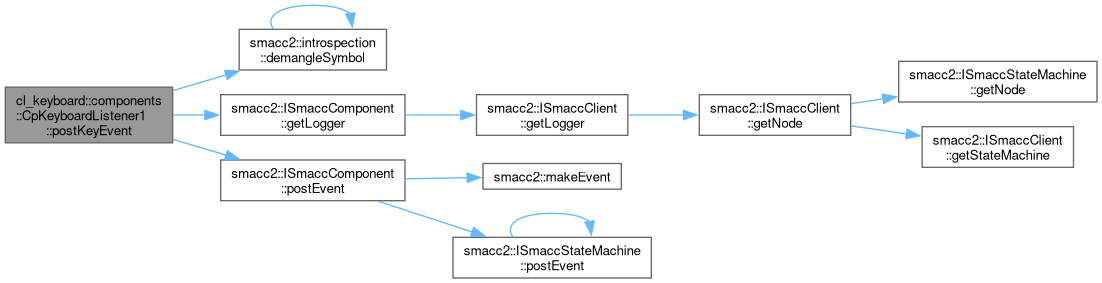 cl_keyboard::components
::CpKeyboardListener1
::postKeyEvent
smacc2::introspection
::demangleSymbol
smacc2::ISmaccComponent
::getLogger
smacc2::ISmaccClient
::getLogger
smacc2::ISmaccClient
::getNode
smacc2::ISmaccStateMachine
::getNode
smacc2::ISmaccClient
::getStateMachine
smacc2::ISmaccComponent
::postEvent
smacc2::makeEvent
smacc2::ISmaccStateMachine
::postEvent